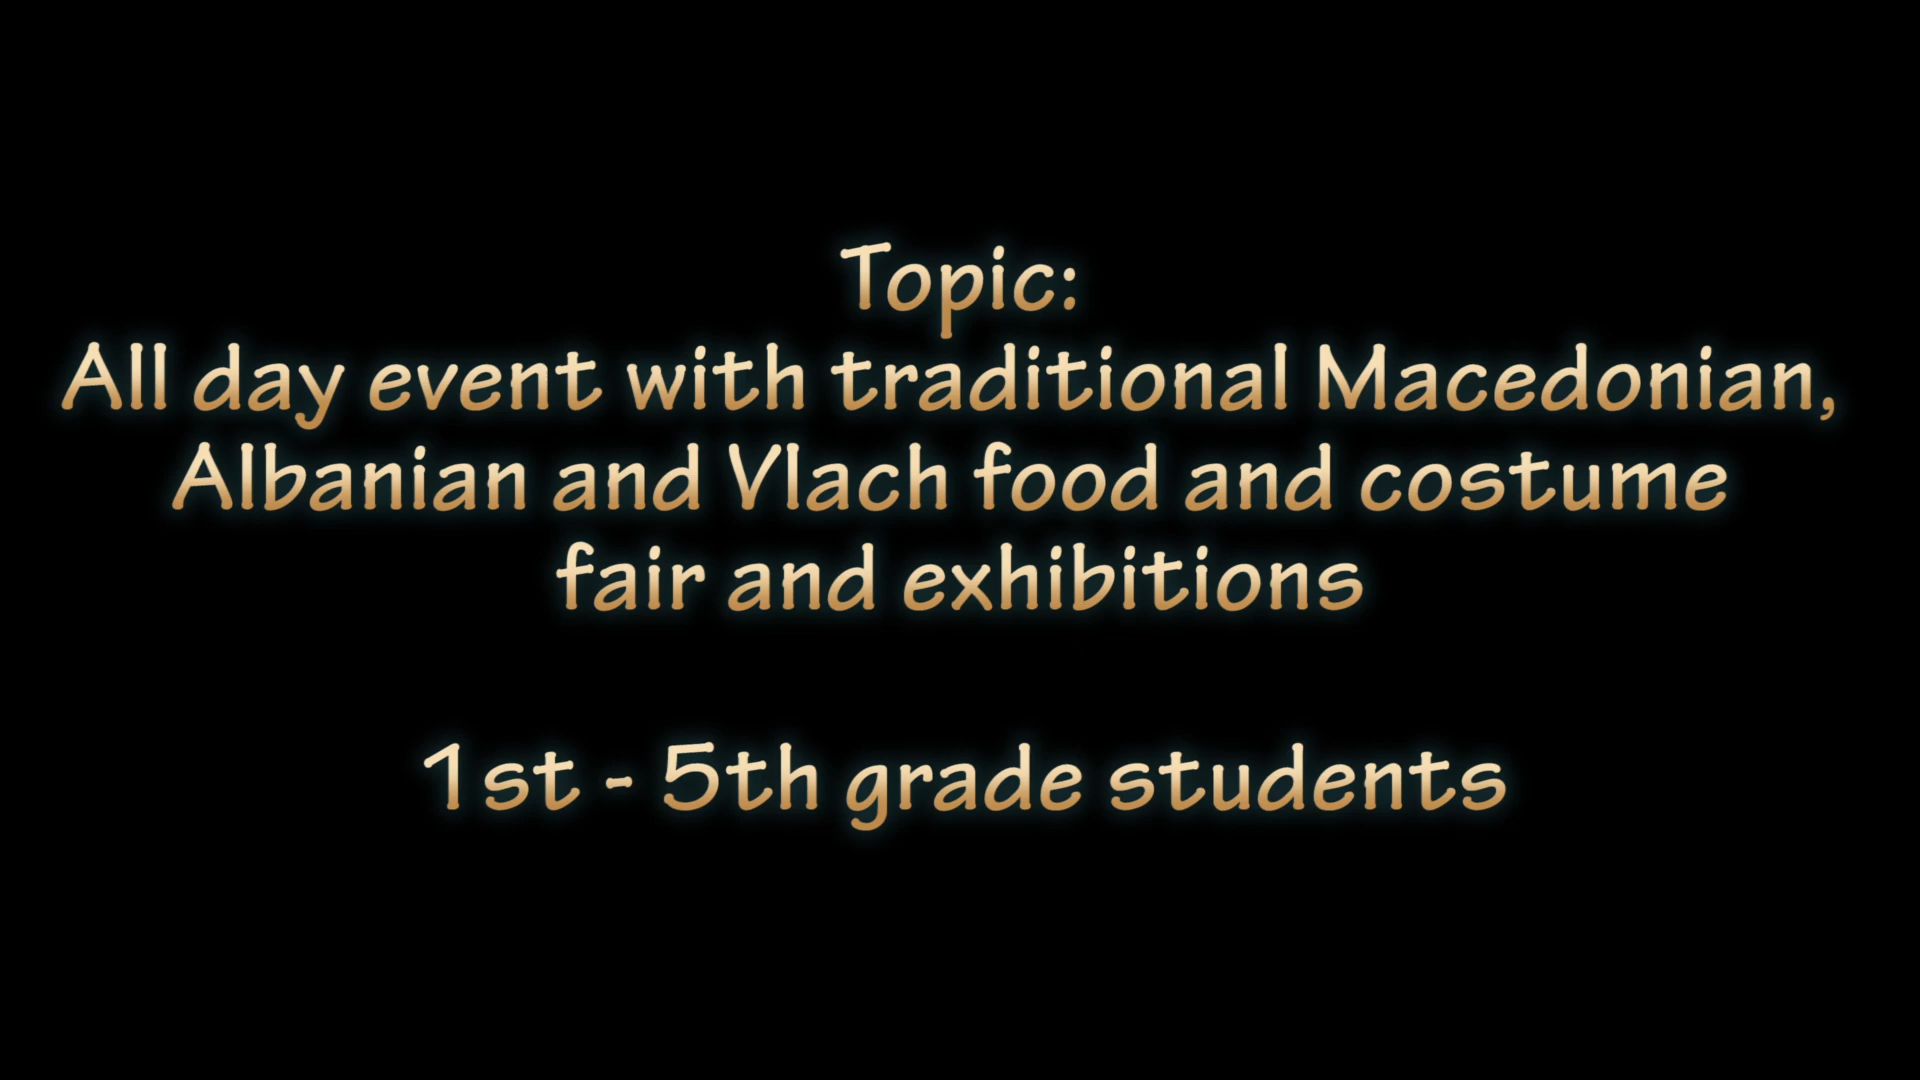 Topic:
All day event with traditional Macedonian,
Albanian and Vlach food and costume
fair and exhibitions
1st - 5th grade students